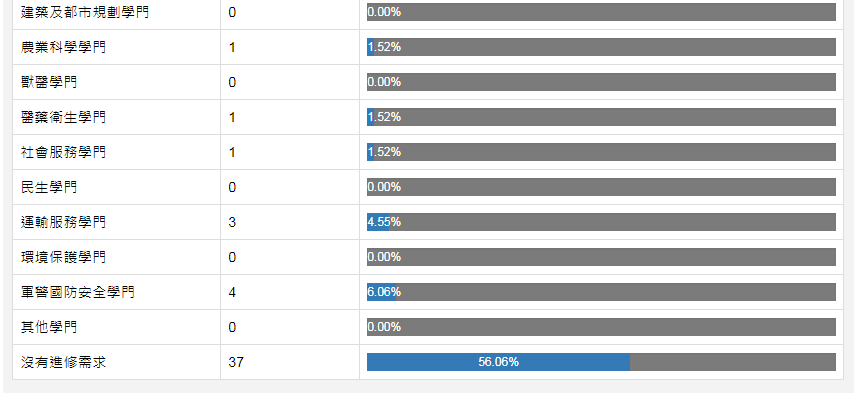 建築及都市規劃學門 0 0.00%
農業科學學門 1 1.52%
獸醫學門 0 0.00%
醫藥衛生學門 1 1.52%
社會服務學門 1 1.52%
民生學門 0 0.00%
運輸服務學門 3 4.55%
環境保護學門 0 0.00%
軍警國防安全學門 4 6.06%
其他學門 0 0.00%
沒有進修需求 37 56.06%